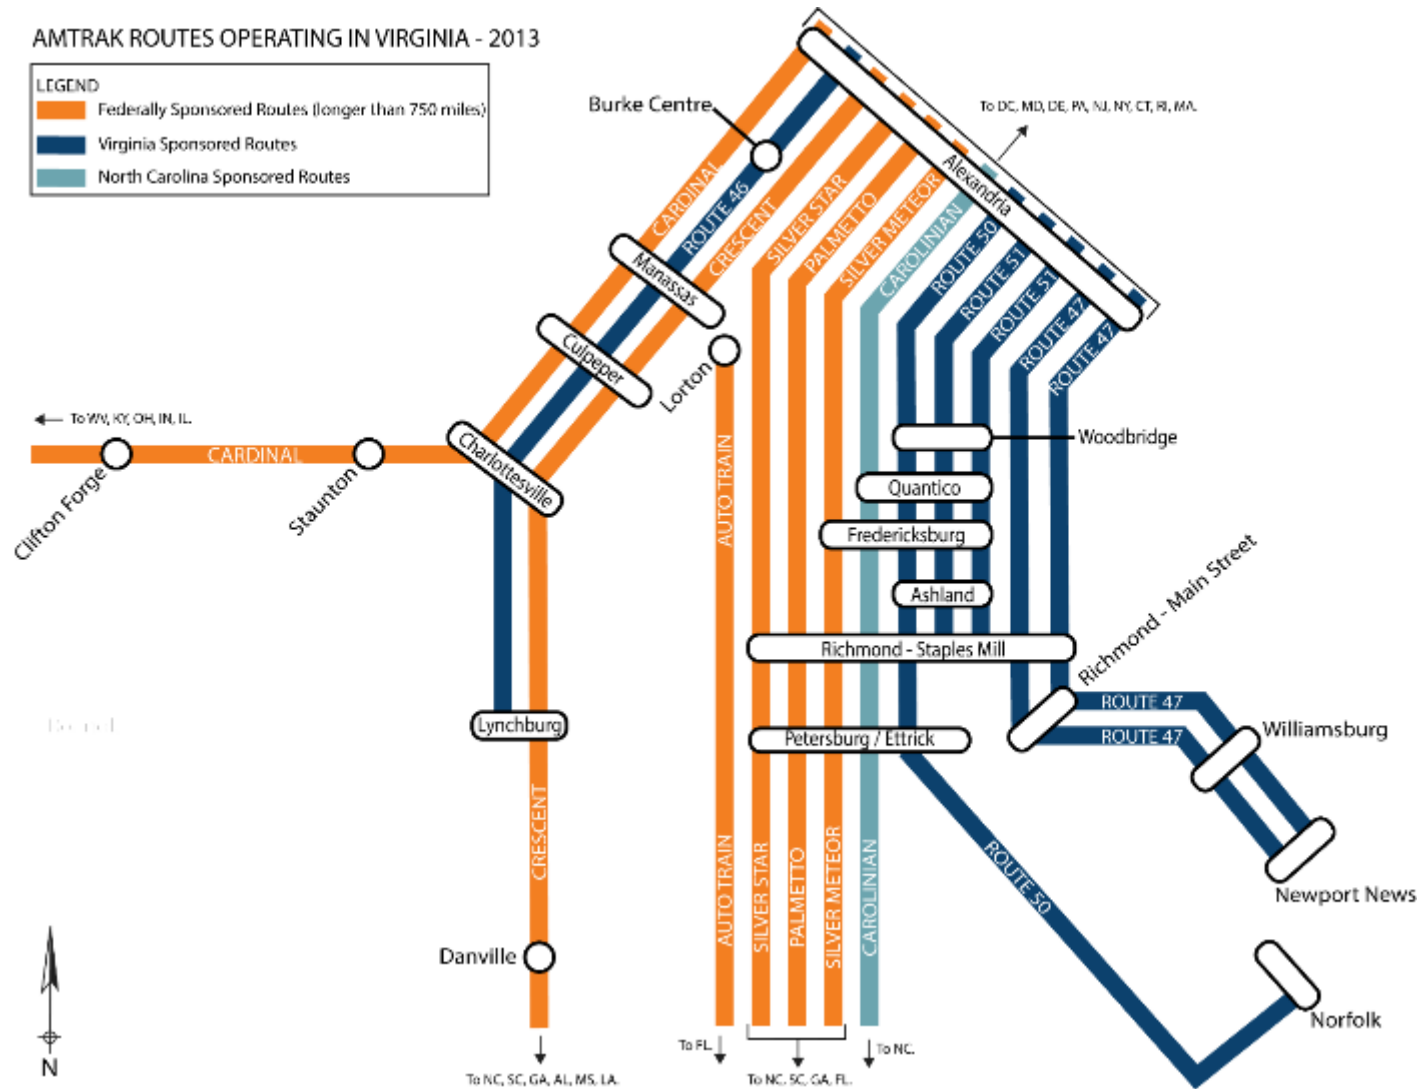 AMTRAK ROUTES OPERATING IN VIRGINIA - 2013
LEGEND
Federally Sponsored Routes (longer than 750 miles)
Virginia Sponsored Routes
North Carolina Sponsored Routes
Burke Centre
To DC, MD, DE, PA, NJ, NY, CT, RI, MA.
Alexandria
CARDINAL
ROUTE 46
CRESCENT
SILVER STAR
PALMETTO
SILVER METEOR
CAROLINIAN
ROUTE 50
ROUTE 51
ROUTE 51
ROUTE 47
ROUTE 47
Manassas
Culpeper
Lorton
To WV, KY, OH, IN, IL.
CARDINAL
Clifton Forge
Staunton
Charlottesville
AUTO TRAIN
Woodbridge
Quantico
Fredericksburg
Ashland
Richmond - Staples Mill
Richmond - Main Street
ROUTE 47
ROUTE 47
Williamsburg
Lynchburg
Petersburg / Ettrick
CRESCENT
AUTO TRAIN
SILVER STAR
PALMETTO
SILVER METEOR
CAROLINIAN
ROUTE 50
Newport News
Danville
Norfolk
N
To FL.
To NC.
To NC, SC, GA, AL, MS, LA.
To NC, SC, GA, FL.